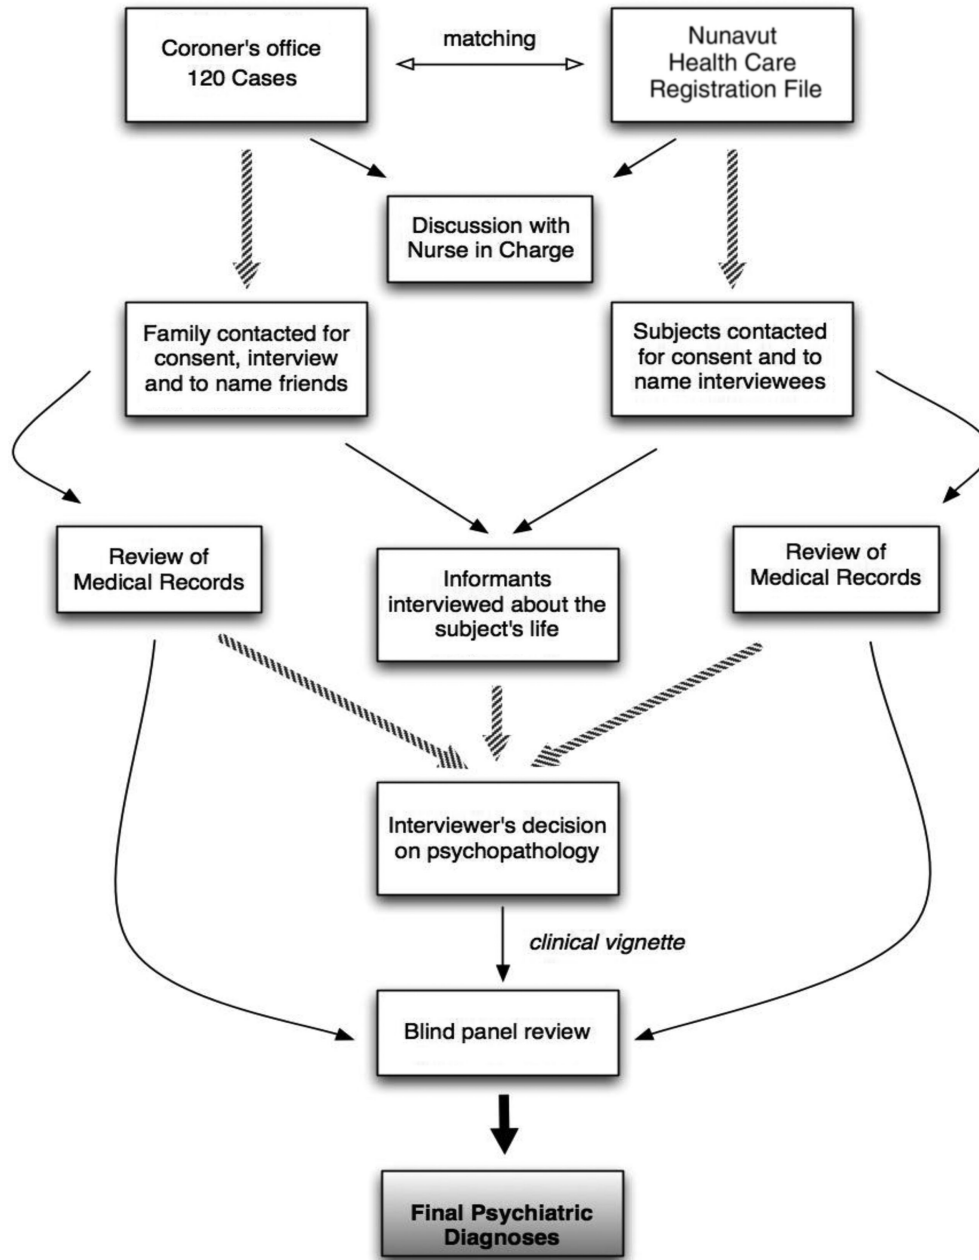 Coroner's office
120 Cases
matching
Nunavut
Health Care
Registration File
Discussion with
Nurse in Charge
Family contacted for
consent, interview
and to name friends
Subjects contacted
for consent and to
name interviewees
Review of
Medical Records
Informants
interviewed about the
subject's life
Review of
Medical Records
Interviewer's decision
on psychopathology
clinical vignette
Blind panel review
Final Psychiatric
Diagnoses